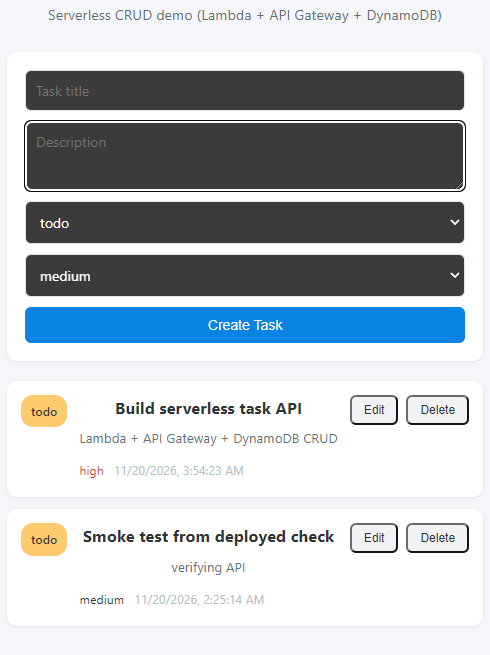 Serverless CRUD demo (Lambda + API Gateway + DynamoDB)
Task title
Description
todo
medium
Create Task
todo
Build serverless task API
Edit
Delete
Lambda + API Gateway + DynamoDB CRUD
high 11/20/2026, 3:54:23 AM
todo
Smoke test from deployed check
Edit
Delete
verifying API
medium 11/20/2026, 2:25:14 AM